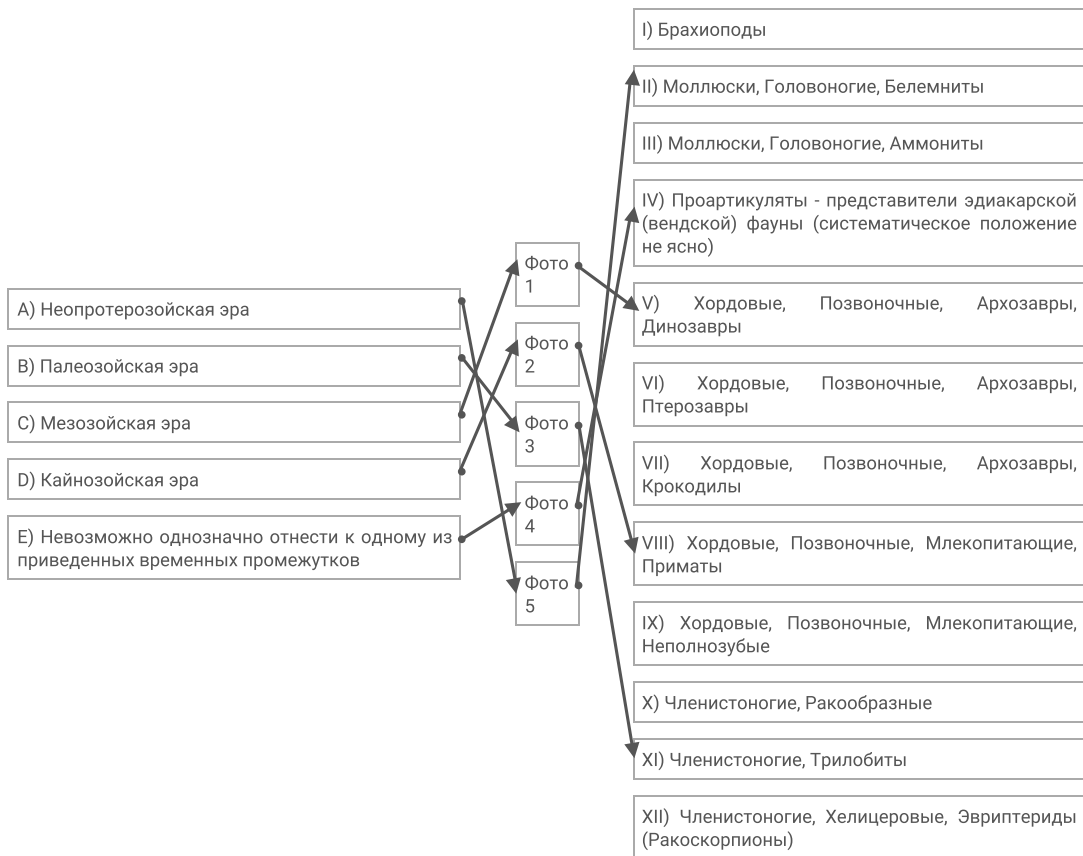 A) Неопротерозойская эра
B) Палеозойская эра
C) Мезозойская эра
D) Кайнозойская эра
E) Невозможно однозначно отнести к одному из
приведенных временных промежутков
Фото
1
Фото
2
Фото
3
Фото
4
Фото
5
I) Брахиоподы
II) Моллюски, Головоногие, Белемниты
III) Моллюски, Головоногие, Аммониты
IV) Проартикуляты - представители эдиакарской
(вендской) фауны (систематическое положение
не ясно)
V) Хордовые, Позвоночные, Архозавры,
Динозавры
VI) Хордовые, Позвоночные, Архозавры,
Птерозавры
VII) Хордовые, Позвоночные, Архозавры,
Крокодилы
VIII) Хордовые, Позвоночные, Млекопитающие,
Приматы
IX) Хордовые, Позвоночные, Млекопитающие,
Неполнозубые
X) Членистоногие, Ракообразные
XI) Членистоногие, Трилобиты
XII) Членистоногие, Хелицеровые, Эвриптериды
(Ракоскорпионы)